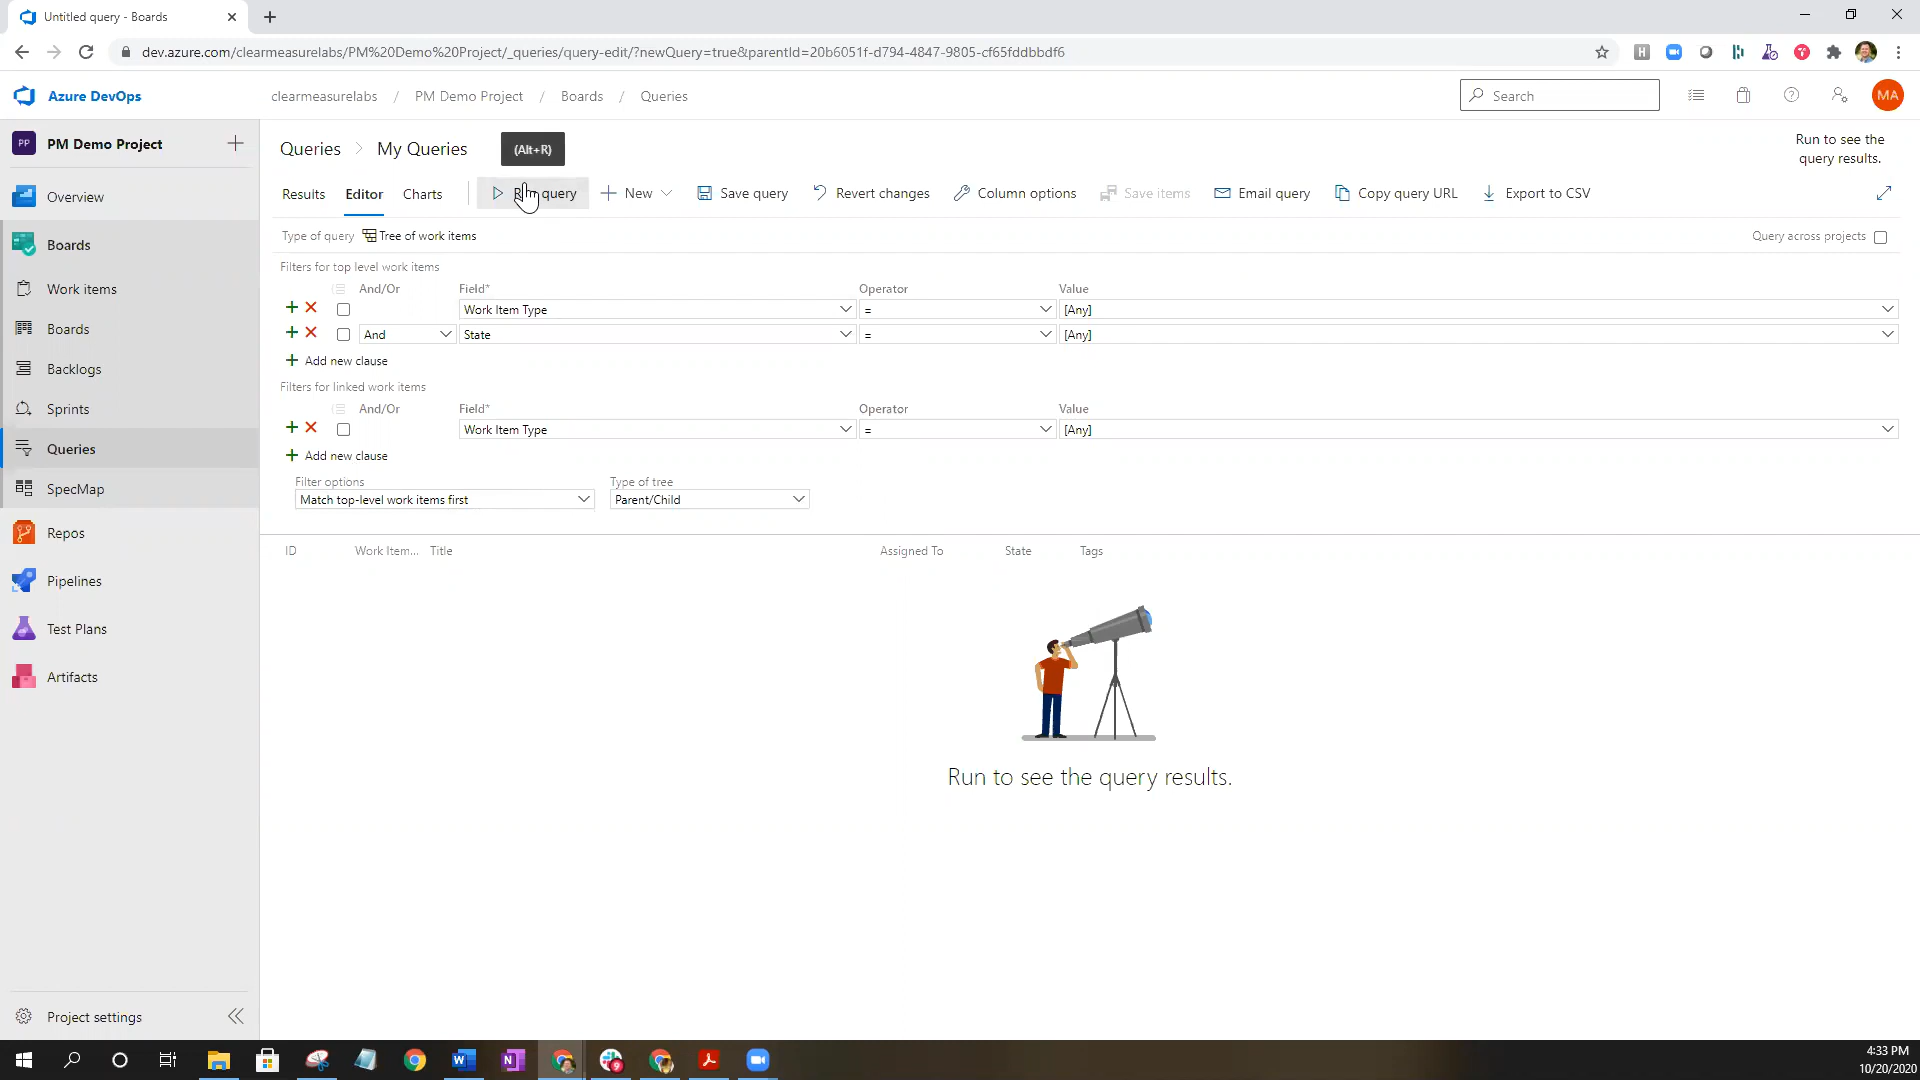 Untitled query - Boards
dev.azure.com/clearmeasurelabs/PM%20Demo%20Project/_queries/query-edit/?newQuery=true&parentId=20b6051f-d794-4847-9805-cf65fddbbdf6
Azure DevOps
clearmeasurelabs / PM Demo Project / Boards / Queries
Search
MA
PP PM Demo Project
Queries > My Queries
(Alt+R)
Run to see the
query results.
Results Editor Charts query New Save query Revert changes Column options Save items Email query Copy query URL Export to CSV
Overview
Boards
Work items
Boards
Backlogs
Sprints
Queries
SpecMap
Repos
Pipelines
Test Plans
Artifacts
Project settings
Type of query Tree of work items
Query across projects
Filters for top level work items
And/Or Field* Operator Value
Work Item Type = [Any]
And State = [Any]
+ Add new clause
Filters for linked work items
And/Or Field* Operator Value
Work Item Type = [Any]
+ Add new clause
Filter options Type of tree
Match top-level work items first Parent/Child
ID Work Item... Title Assigned To State Tags
Run to see the query results.
4:33 PM
10/20/2020